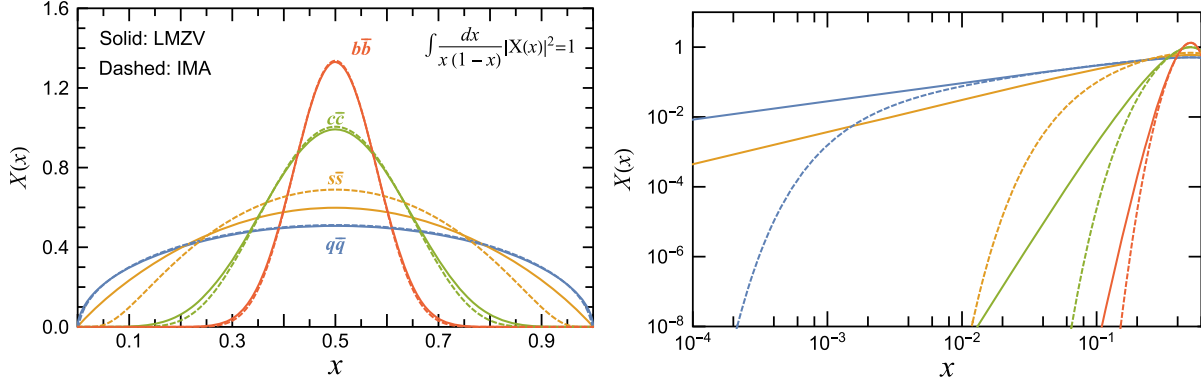 Solid: LMZV
Dashed: IMA
∫ dx / x (1 − x) |X(x)|²=1
bb̅
cc̅
ss̅
qq̅
X(x)
1.6
1.2
0.8
0.4
0.0
0.1
0.3
0.5
0.7
0.9
x
X(x)
1
10⁻²
10⁻⁴
10⁻⁶
10⁻⁸
10⁻⁴
10⁻³
10⁻²
10⁻¹
x